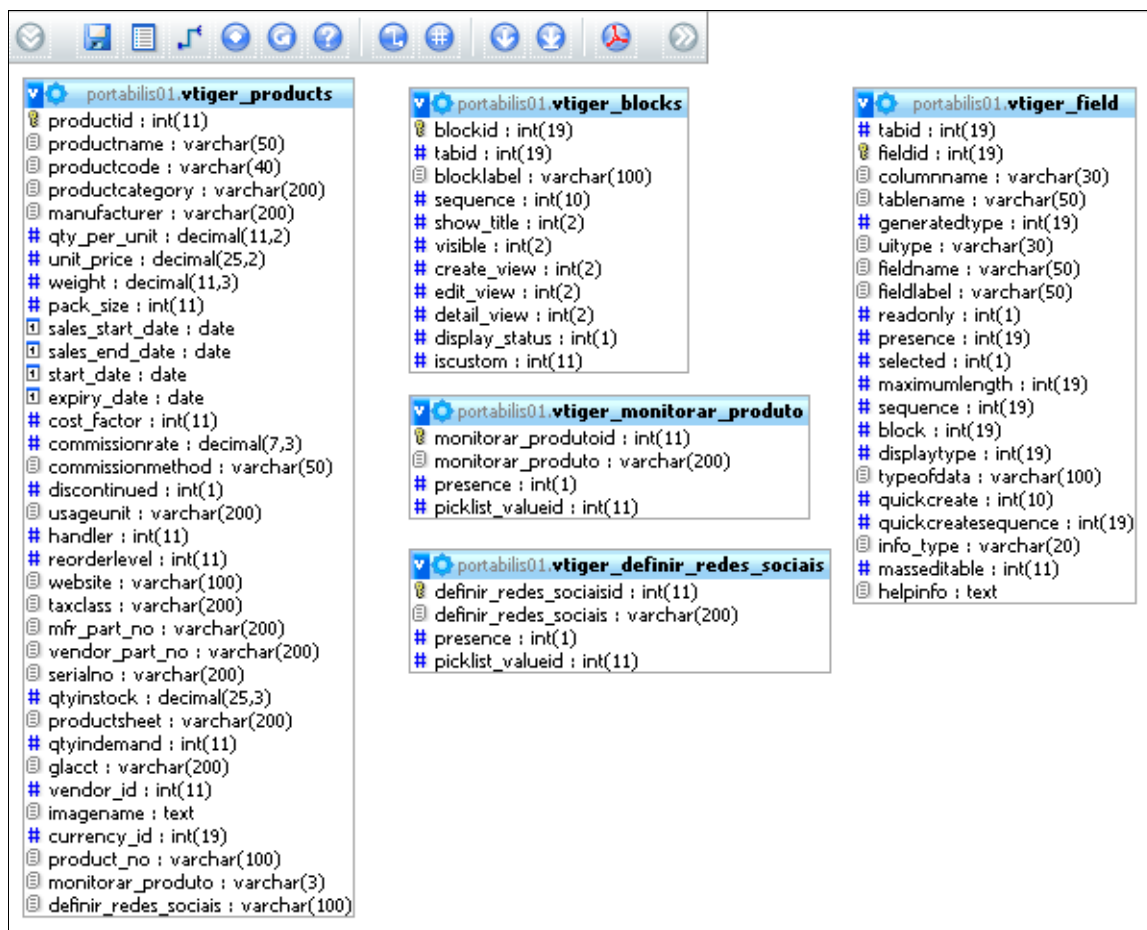 portabilis01.vtiger_products
productid : int(11)
productname : varchar(50)
productcode : varchar(40)
productcategory : varchar(200)
manufacturer : varchar(200)
qty_per_unit : decimal(11,2)
unit_price : decimal(25,2)
weight : decimal(11,3)
pack_size : int(11)
sales_start_date : date
sales_end_date : date
start_date : date
expiry_date : date
cost_factor : int(11)
commissionrate : decimal(7,3)
commissionmethod : varchar(50)
discontinued : int(1)
usageunit : varchar(200)
handler : int(11)
reorderlevel : int(11)
website : varchar(100)
taxclass : varchar(200)
mfr_part_no : varchar(200)
vendor_part_no : varchar(200)
serialno : varchar(200)
qtyinstock : decimal(25,3)
productsheet : varchar(200)
qtyindemand : int(11)
glacct : varchar(200)
vendor_id : int(11)
imagename : text
currency_id : int(19)
product_no : varchar(100)
monitorar_produto : varchar(3)
definir_redes_sociais : varchar(100)
portabilis01.vtiger_blocks
blockid : int(19)
tabid : int(19)
blocklabel : varchar(100)
sequence : int(10)
show_title : int(2)
visible : int(2)
create_view : int(2)
edit_view : int(2)
detail_view : int(2)
display_status : int(1)
iscustom : int(11)
portabilis01.vtiger_monitorar_produto
monitorar_produtoid : int(11)
monitorar_produto : varchar(200)
presence : int(1)
picklist_valueid : int(11)
portabilis01.vtiger_definir_redes_sociais
definir_redes_sociaisid : int(11)
definir_redes_sociais : varchar(200)
presence : int(1)
picklist_valueid : int(11)
portabilis01.vtiger_field
tabid : int(19)
fieldid : int(19)
columnname : varchar(30)
tablename : varchar(50)
generatedtype : int(19)
uitype : varchar(30)
fieldname : varchar(50)
fieldlabel : varchar(50)
readonly : int(1)
presence : int(19)
selected : int(1)
maximumlength : int(19)
sequence : int(19)
block : int(19)
displaytype : int(19)
typeofdata : varchar(100)
quickcreate : int(10)
quickcreatesequence : int(19)
info_type : varchar(20)
masseditable : int(11)
helpinfo : text